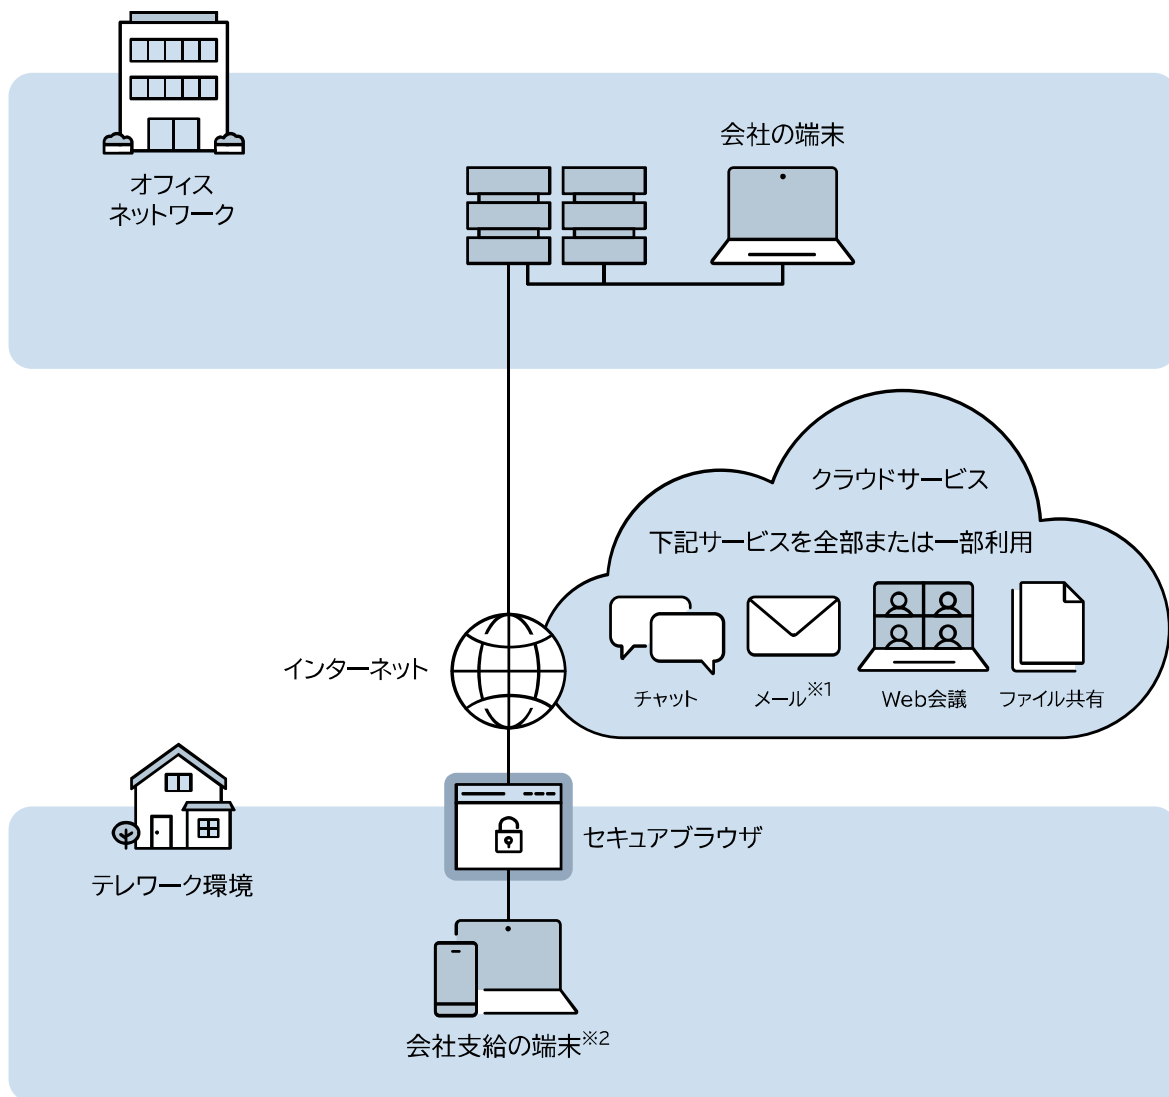 会社の端末
オフィス
ネットワーク
クラウドサービス
下記サービスを全部または一部利用
インターネット
チャット
メール※1
Web会議
ファイル共有
セキュアブラウザ
テレワーク環境
会社支給の端末※2